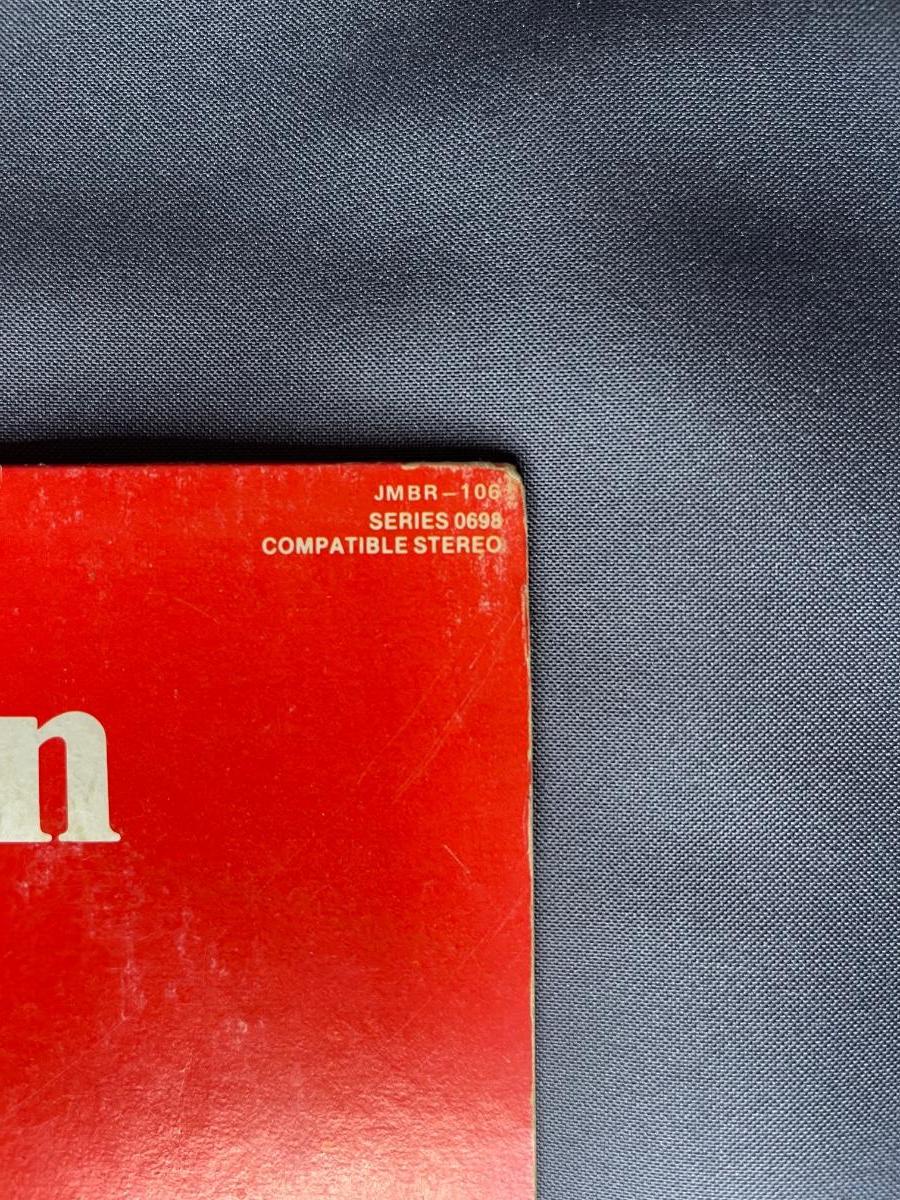 JMBR–106
SERIES 0698
COMPATIBLE STEREO
n